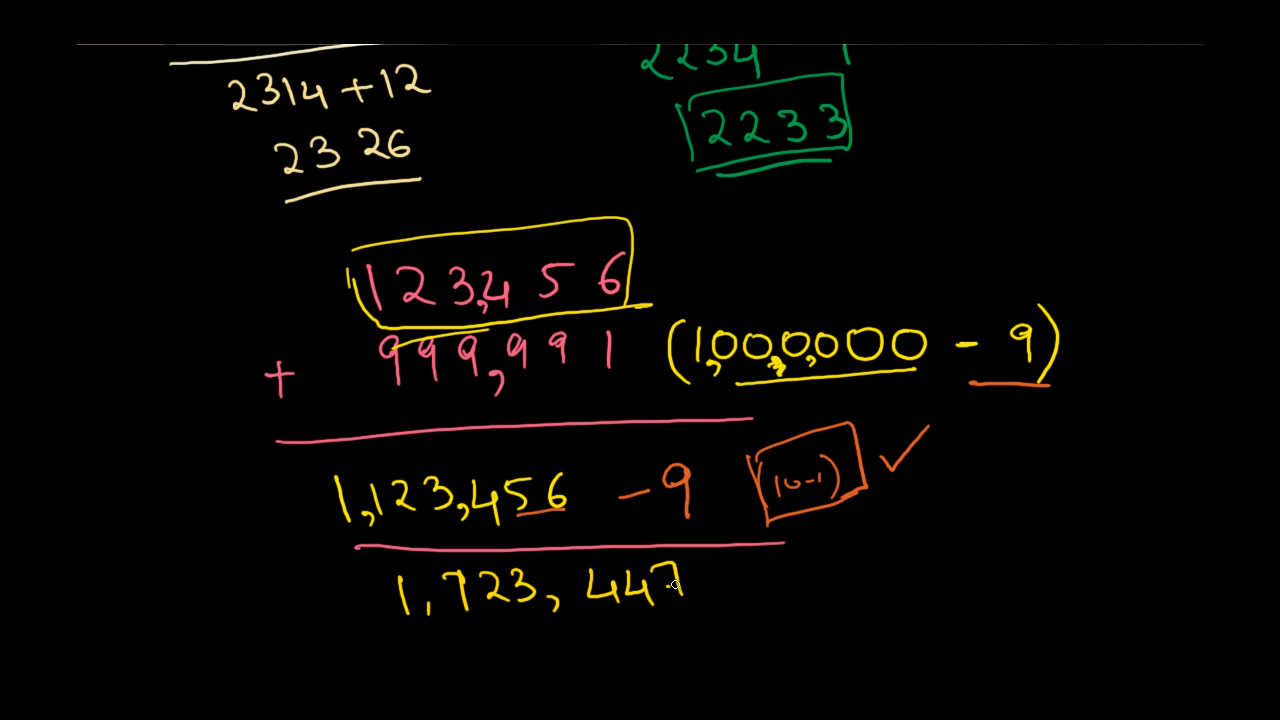 2314 + 12
2326
2234 1
2233
123,456
+ 999,991 (1,000,000 - 9)
1,123,456 - 9 (10-1) ✓
1,123,447